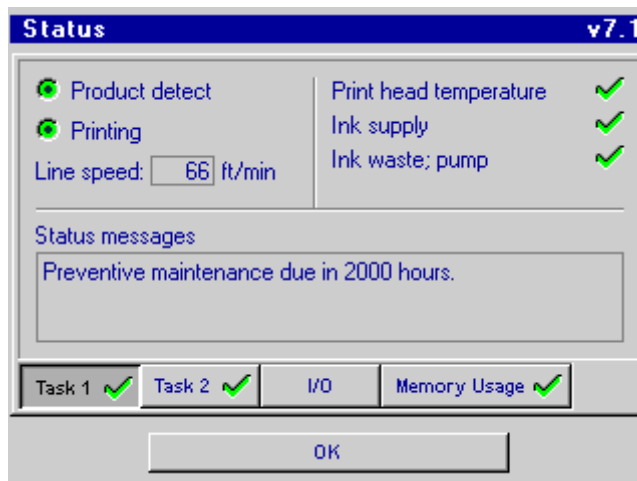 Status v7.1
Product detect
Printing
Line speed: 66 ft/min
Print head temperature
Ink supply
Ink waste; pump
Status messages
Preventive maintenance due in 2000 hours.
Task 1 Task 2 I/O Memory Usage
OK